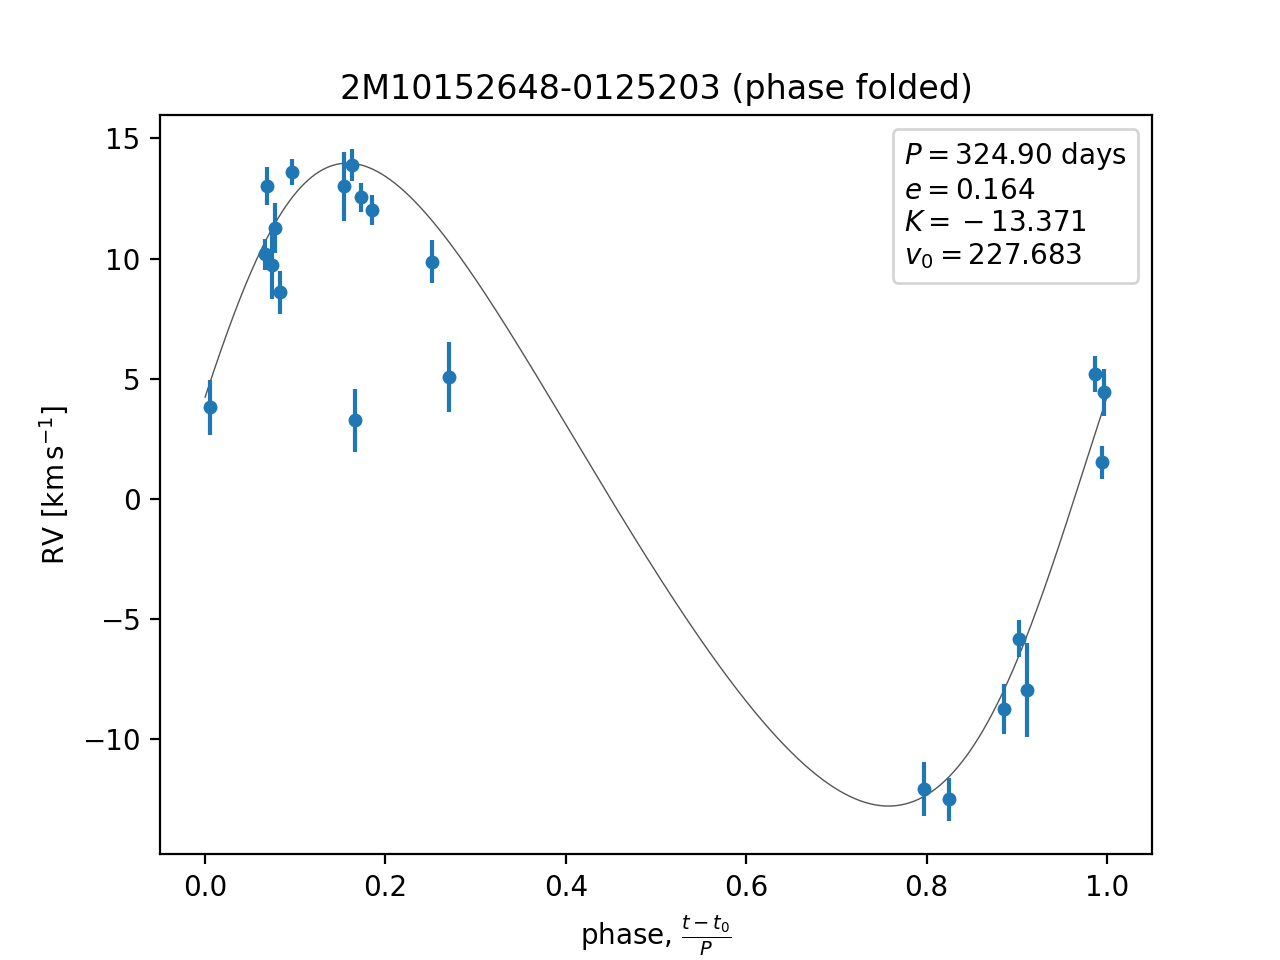 2M10152648-0125203 (phase folded)
P = 324.90 days
e = 0.164
K = −13.371
v₀ = 227.683
RV [km s⁻¹]
15
10
5
0
−5
−10
0.0 0.2 0.4 0.6 0.8 1.0
phase, (t − t₀)/P